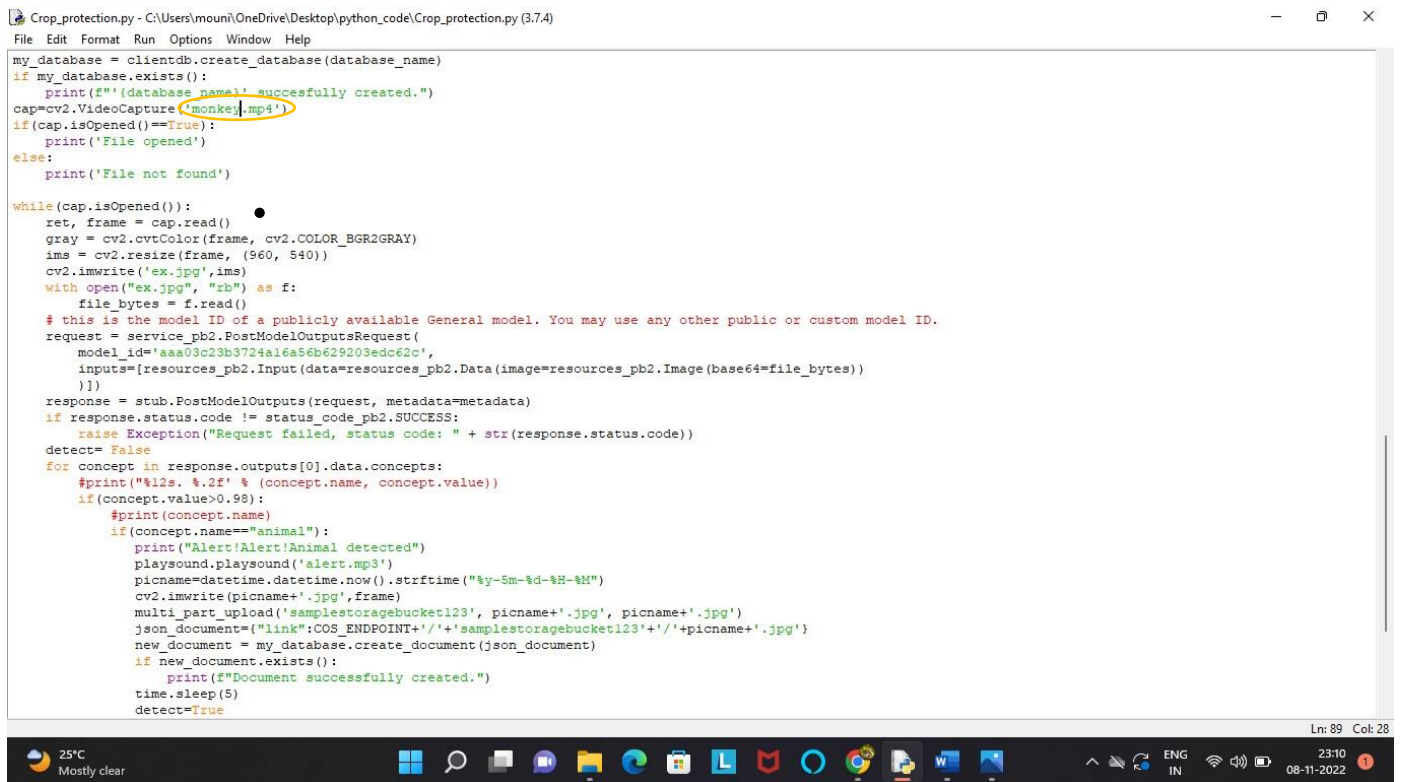 Crop_protection.py - C:\Users\mouni\OneDrive\Desktop\python_code\Crop_protection.py (3.7.4)
File Edit Format Run Options Window Help
my_database = clientdb.create_database(database_name)
if my_database.exists():
    print(f"'{database_name}' succesfully created.")
cap=cv2.VideoCapture('monkey.mp4')
if(cap.isOpened()==True):
    print('File opened')
else:
    print('File not found')
while(cap.isOpened()):
    ret, frame = cap.read()
    gray = cv2.cvtColor(frame, cv2.COLOR_BGR2GRAY)
    ims = cv2.resize(frame, (960, 540))
    cv2.imwrite('ex.jpg',ims)
    with open("ex.jpg", "rb") as f:
        file_bytes = f.read()
    # this is the model ID of a publicly available General model. You may use any other public or custom model ID.
    request = service_pb2.PostModelOutputsRequest(
        model_id='aaa03c23b3724a16a56b629203edc62c',
        inputs=[resources_pb2.Input(data=resources_pb2.Data(image=resources_pb2.Image(base64=file_bytes))
        )])
    response = stub.PostModelOutputs(request, metadata=metadata)
    if response.status.code != status_code_pb2.SUCCESS:
        raise Exception("Request failed, status code: " + str(response.status.code))
    detect= False
    for concept in response.outputs[0].data.concepts:
        #print("%12s. %.2f' % (concept.name, concept.value))
        if(concept.value>0.98):
            #print(concept.name)
            if(concept.name=="animal"):
               print("Alert!Alert!Animal detected")
               playsound.playsound('alert.mp3')
               picname=datetime.datetime.now().strftime("%y-5m-%d-%H-%M")
               cv2.imwrite(picname+'.jpg',frame)
               multi_part_upload('samplestoragebucket123', picname+'.jpg', picname+'.jpg')
               json_document={"link":COS_ENDPOINT+'/'+'samplestoragebucket123'+'/'+picname+'.jpg'}
               new_document = my_database.create_document(json_document)
               if new_document.exists():
                   print(f"Document successfully created.")
               time.sleep(5)
               detect=True
Ln: 89 Col: 28
25°C
Mostly clear
L
W
ENG
IN
23:10
08-11-2022
1